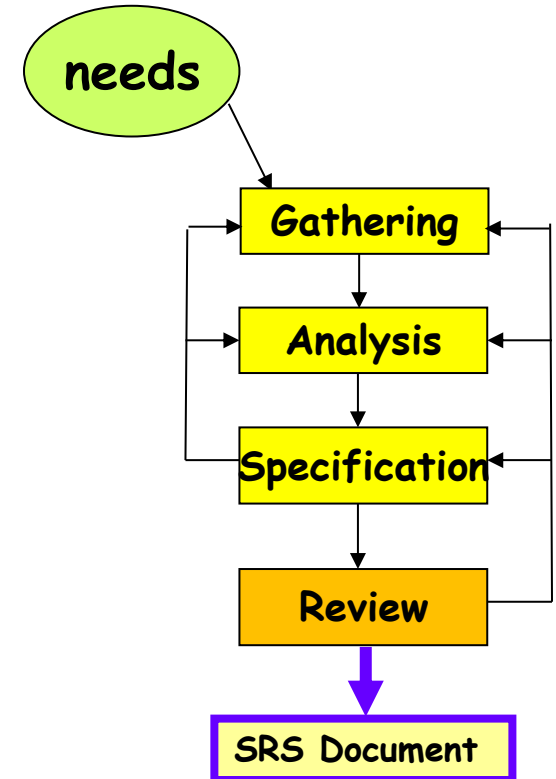 needs
Gathering
Analysis
Specification
Review
SRS Document